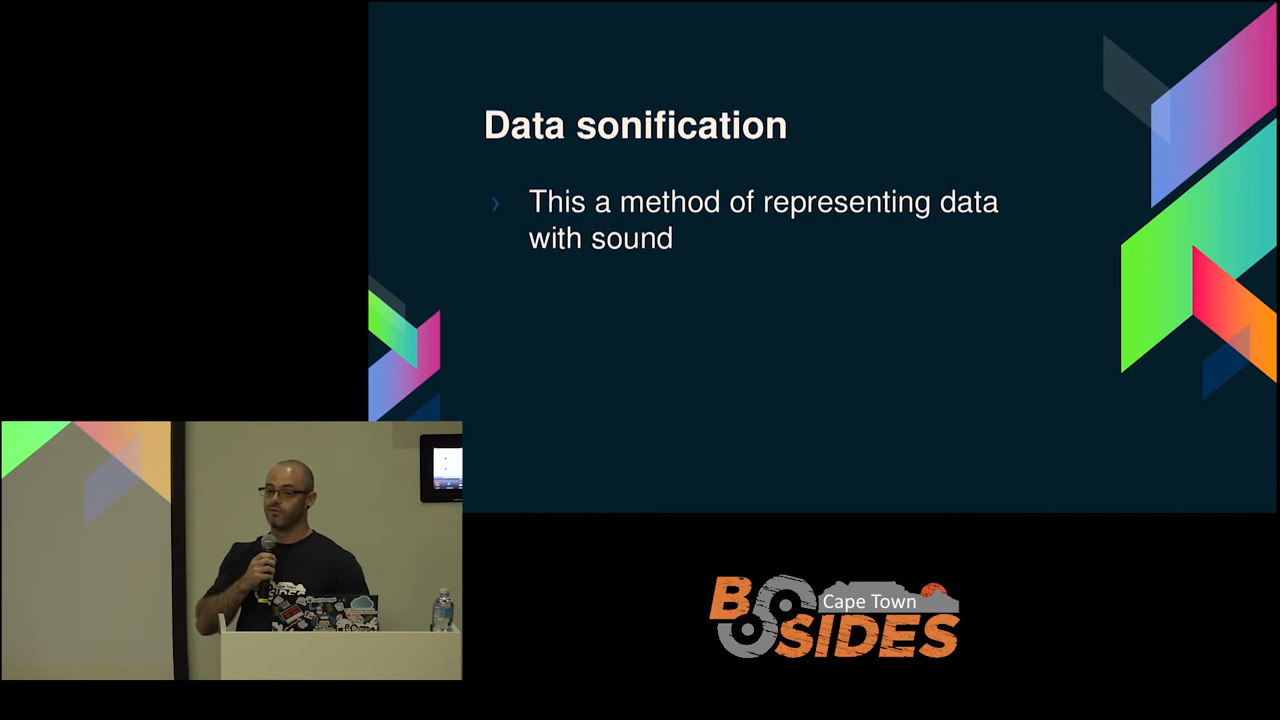 Data sonification
› This a method of representing data
with sound
B SIDES
Cape Town